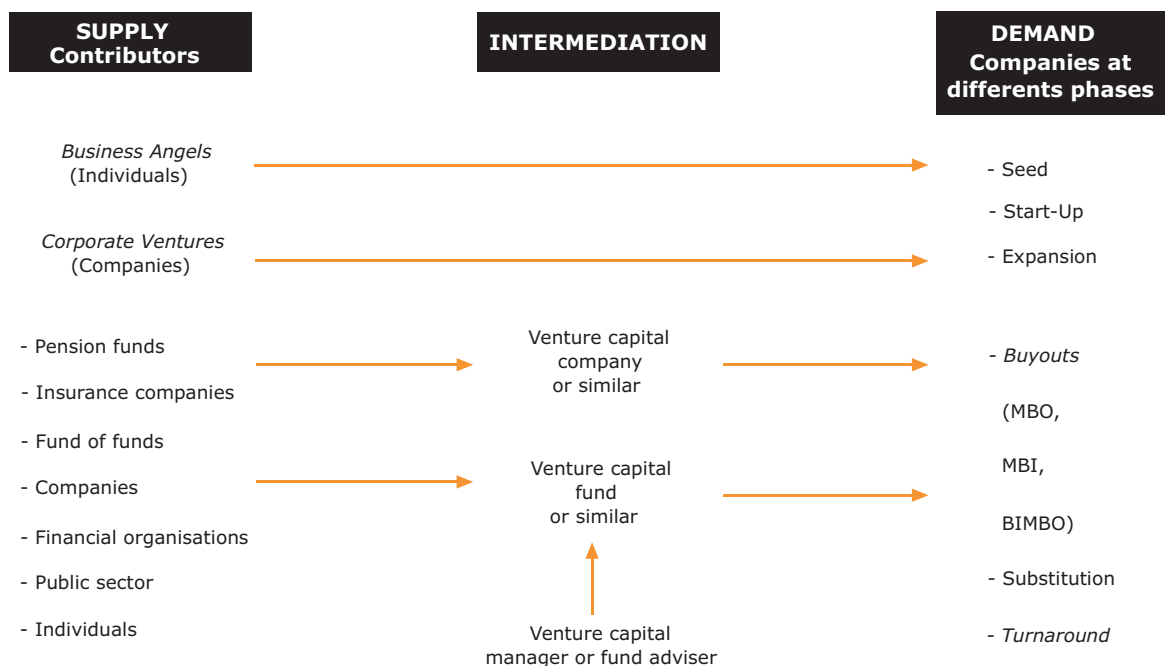 SUPPLY
Contributors
INTERMEDIATION
DEMAND
Companies at
differents phases
Business Angels
(Individuals)
Corporate Ventures
(Companies)
- Pension funds
- Insurance companies
- Fund of funds
- Companies
- Financial organisations
- Public sector
- Individuals
Venture capital
company
or similar
Venture capital
fund
or similar
Venture capital
manager or fund adviser
- Seed
- Start-Up
- Expansion
- Buyouts
(MBO,
MBI,
BIMBO)
- Substitution
- Turnaround